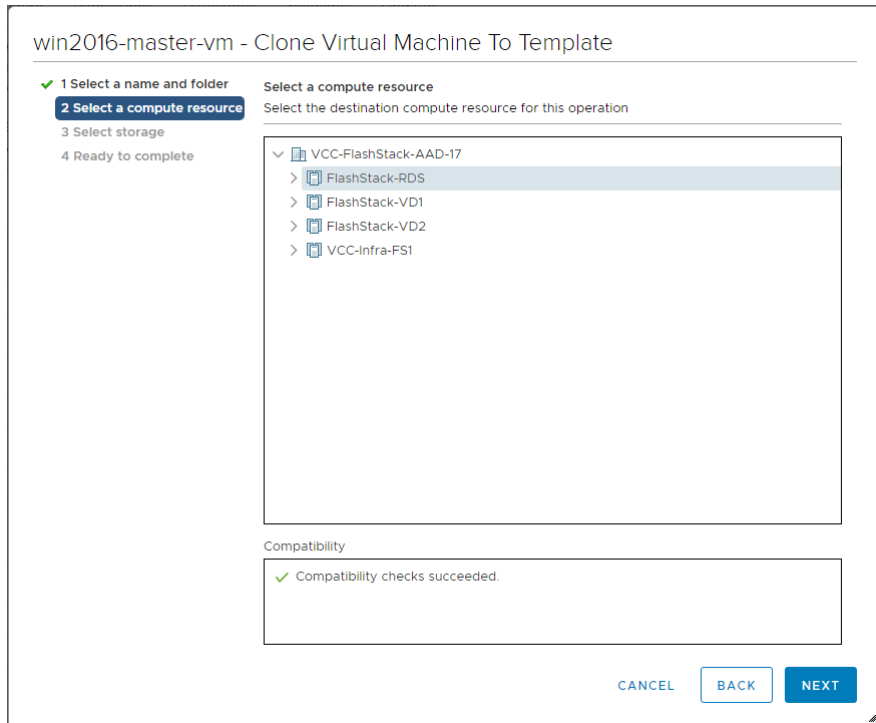 win2016-master-vm - Clone Virtual Machine To Template
1 Select a name and folder
2 Select a compute resource
3 Select storage
4 Ready to complete
Select a compute resource
Select the destination compute resource for this operation
VCC-FlashStack-AAD-17
FlashStack-RDS
FlashStack-VD1
FlashStack-VD2
VCC-Infra-FS1
Compatibility
Compatibility checks succeeded.
CANCEL BACK NEXT